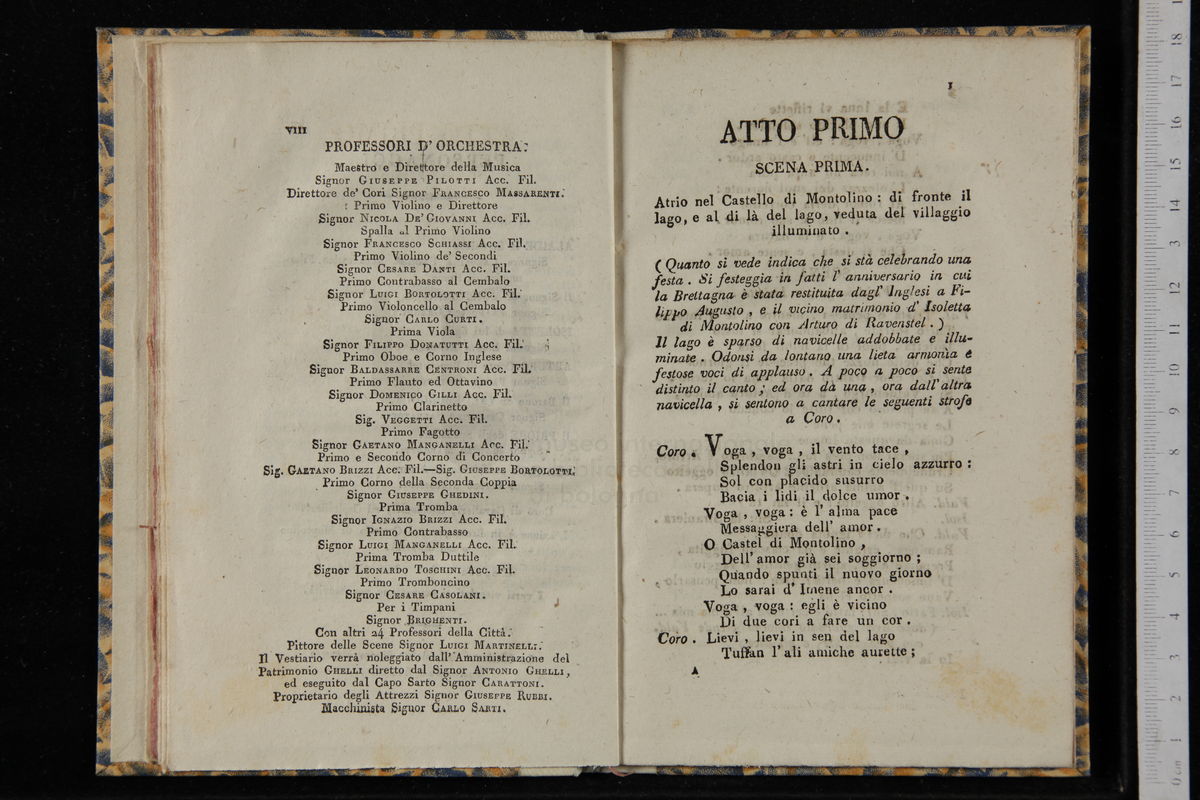 VIII
PROFESSORI D' ORCHESTRA.
Maestro e Direttore della Musica
Signor GIUSEPPE PILOTTI Acc. Fil.
Direttore de' Cori Signor FRANCESCO MASSARENTI.
Primo Violino e Direttore
Signor NICOLA DE' GIOVANNI Acc. Fil.
Spalla al Primo Violino
Signor FRANCESCO SCHIASSI Acc. Fil.
Primo Violino de' Secondi
Signor CESARE DANTI Acc. Fil.
Primo Contrabasso al Cembalo
Signor LUIGI BORTOLOTTI Acc. Fil.
Primo Violoncello al Cembalo
Signor CARLO CURTI.
Prima Viola
Signor FILIPPO DONATUTTI Acc. Fil.
Primo Oboe e Corno Inglese
Signor BALDASSARRE CENTRONI Acc. Fil.
Primo Flauto ed Ottavino
Signor DOMENICO GILLI Acc. Fil.
Primo Clarinetto
Sig. VEGGETTI Acc. Fil.
Primo Fagotto
Signor GAETANO MANGANELLI Acc. Fil.
Primo e Secondo Corno di Concerto
Sig. GAETANO BRIZZI Acc. Fil.—Sig. GIUSEPPE BORTOLOTTI.
Primo Corno della Seconda Coppia
Signor GIUSEPPE GHEDINI.
Prima Tromba
Signor IGNAZIO BRIZZI Acc. Fil.
Primo Contrabasso
Signor LUIGI MANGANELLI Acc. Fil.
Prima Tromba Duttile
Signor LEONARDO TOSCHINI Acc. Fil.
Primo Tromboncino
Signor CESARE CASOLANI.
Per i Timpani
Signor BRIGHENTI.
Con altri 24 Professori della Città.
Pittore delle Scene Signor LUIGI MARTINELLI.
Il Vestiario verrà noleggiato dall' Amministrazione del
Patrimonio GHELLI diretto dal Signor ANTONIO GHELLI,
ed eseguito dal Capo Sarto Signor CARATTONI.
Proprietario degli Attrezzi Signor GIUSEPPE RUBBI.
Macchinista Signor CARLO SARTI.
1
ATTO PRIMO
SCENA PRIMA.
Atrio nel Castello di Montolino : di fronte il
lago, e al di là del lago, veduta del villaggio
illuminato .
( Quanto si vede indica che si stà celebrando una
festa . Si festeggia in fatti l' anniversario in cui
la Brettagna è stata restituita dagl' Inglesi a Fi-
lippo Augusto , e il vicino matrimonio d' Isoletta
di Montolino con Arturo di Ravenstel . )
Il lago è sparso di navicelle addobbate e illu-
minate . Odonsi da lontano una lieta armonìa e
festose voci di applauso . A poco a poco si sente
distinto il canto ; ed ora da una , ora dall' altra
navicella , si sentono a cantare le seguenti strofe
a Coro .
Coro . Voga , voga , il vento tace ,
Splendon gli astri in cielo azzurro :
Sol con placido susurro
Bacia i lidi il dolce umor .
Voga , voga : è l' alma pace
Messaggiera dell' amor .
O Castel di Montolino ,
Dell' amor già sei soggiorno ;
Quando spunti il nuovo giorno
Lo sarai d' Imene ancor .
Voga , voga : egli è vicino
Di due cori a fare un cor .
Coro . Lievi , lievi in sen del lago
Tuffan l' ali amiche aurette ;
A